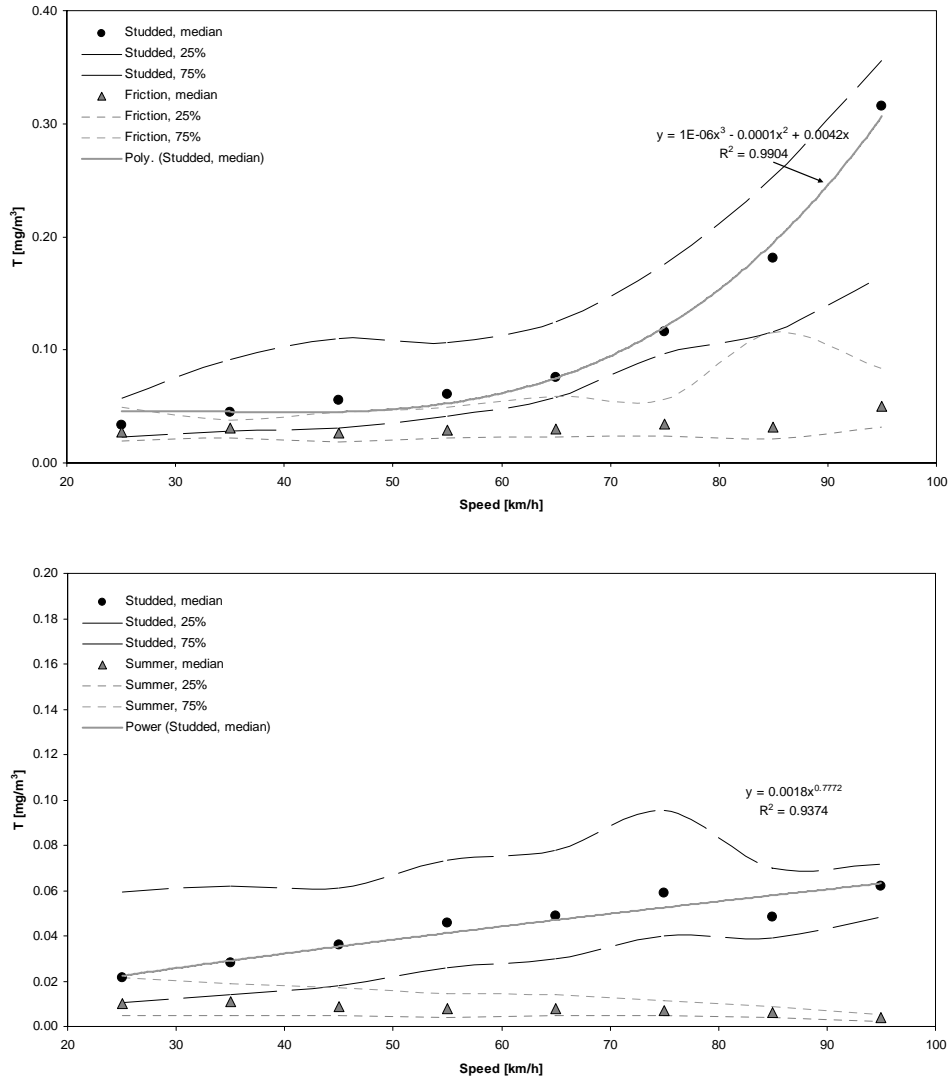 0.40
0.30
0.20
0.10
0.00
T [mg/m³]
Studded, median
Studded, 25%
Studded, 75%
Friction, median
Friction, 25%
Friction, 75%
Poly. (Studded, median)
y = 1E-06x³ - 0.0001x² + 0.0042x
R² = 0.9904
20 30 40 50 60 70 80 90 100
Speed [km/h]
0.20
0.18
0.16
0.14
0.12
0.10
0.08
0.06
0.04
0.02
0.00
T [mg/m³]
Studded, median
Studded, 25%
Studded, 75%
Summer, median
Summer, 25%
Summer, 75%
Power (Studded, median)
y = 0.0018x⁰·⁷⁷⁷²
R² = 0.9374
20 30 40 50 60 70 80 90 100
Speed [km/h]